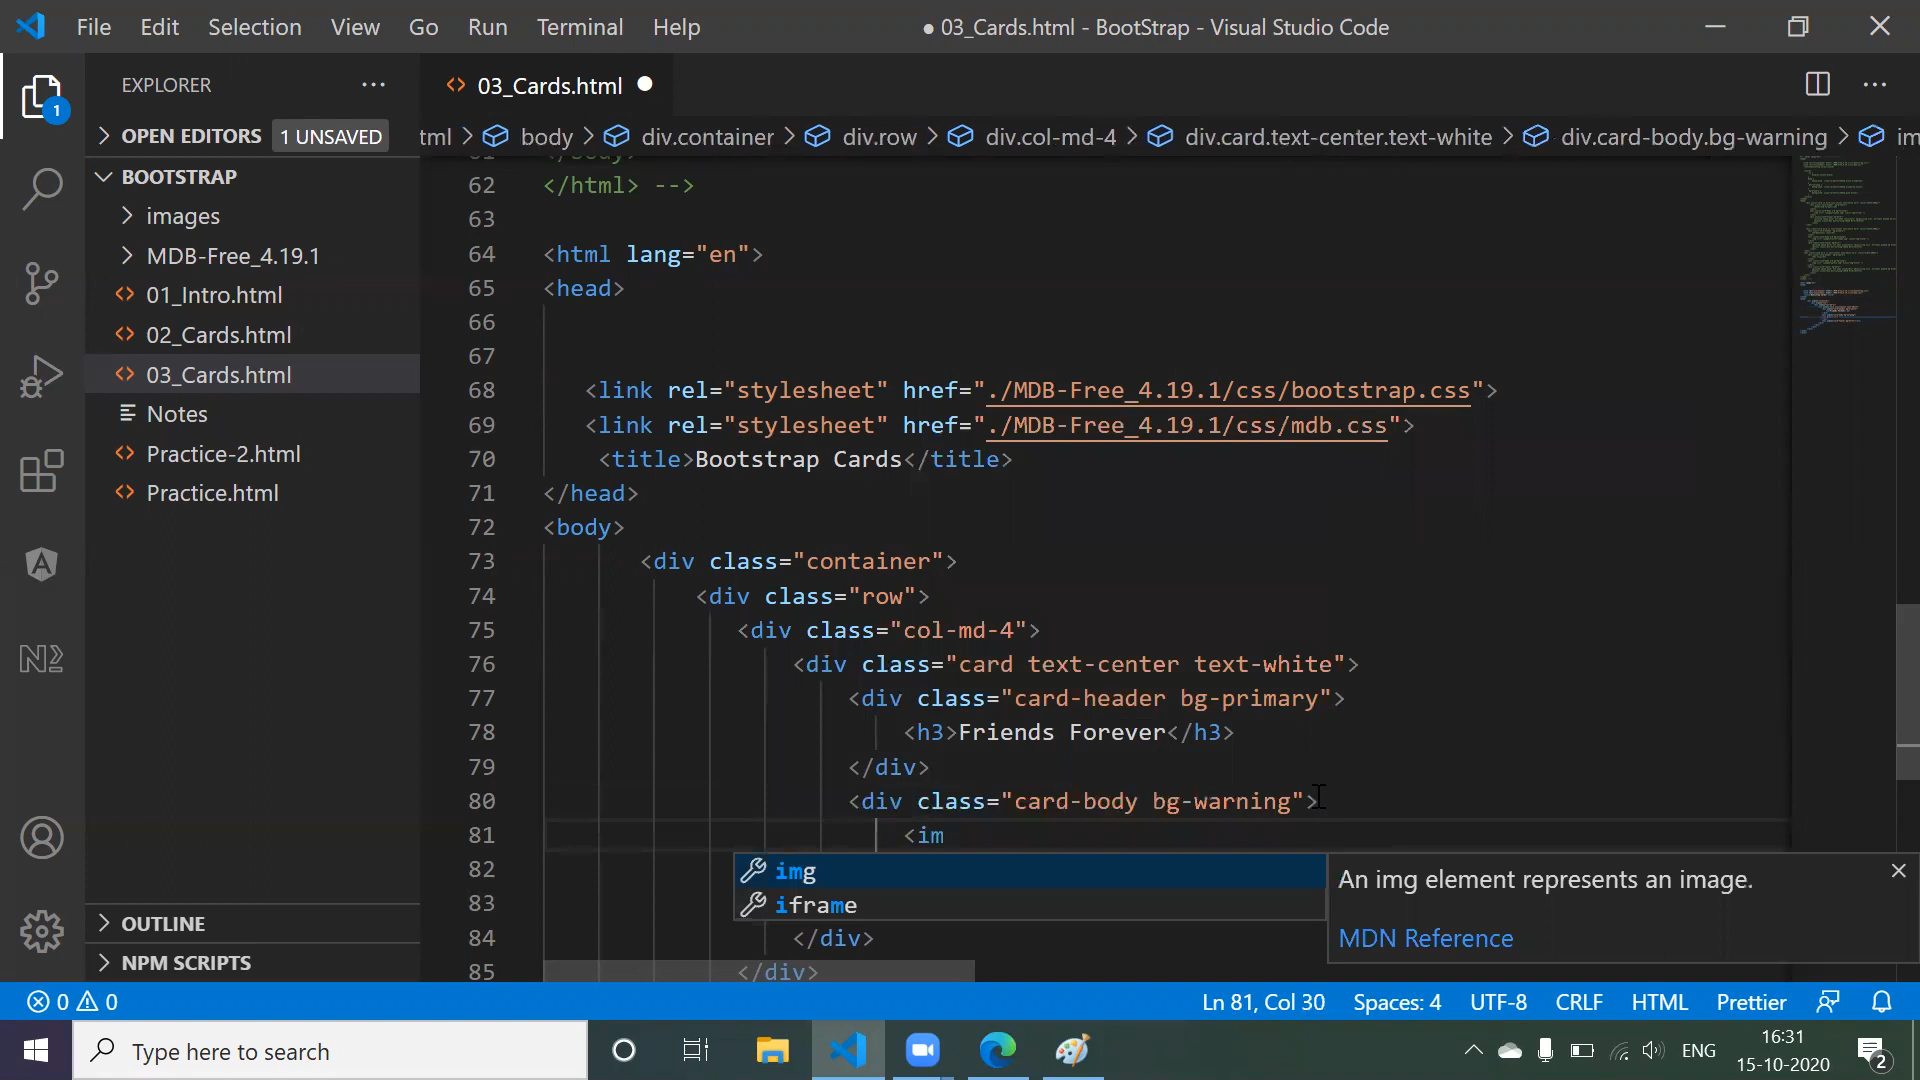 File Edit Selection View Go Run Terminal Help
● 03_Cards.html - BootStrap - Visual Studio Code
1
EXPLORER
OPEN EDITORS 1 UNSAVED
BOOTSTRAP
images
MDB-Free_4.19.1
01_Intro.html
02_Cards.html
03_Cards.html
Notes
Practice-2.html
Practice.html
OUTLINE
NPM SCRIPTS
03_Cards.html
tml > body > div.container > div.row > div.col-md-4 > div.card.text-center.text-white > div.card-body.bg-warning > im
61 </body>
62 </html> -->
63
64 <html lang="en">
65 <head>
66
67
68 <link rel="stylesheet" href="./MDB-Free_4.19.1/css/bootstrap.css">
69 <link rel="stylesheet" href="./MDB-Free_4.19.1/css/mdb.css">
70 <title>Bootstrap Cards</title>
71 </head>
72 <body>
73 <div class="container">
74 <div class="row">
75 <div class="col-md-4">
76 <div class="card text-center text-white">
77 <div class="card-header bg-primary">
78 <h3>Friends Forever</h3>
79 </div>
80 <div class="card-body bg-warning">
81 <im
82
83
84 </div>
85 </div>
img
iframe
An img element represents an image.
MDN Reference
0 0
Ln 81, Col 30 Spaces: 4 UTF-8 CRLF HTML Prettier
Type here to search
ENG
16:31
15-10-2020
2